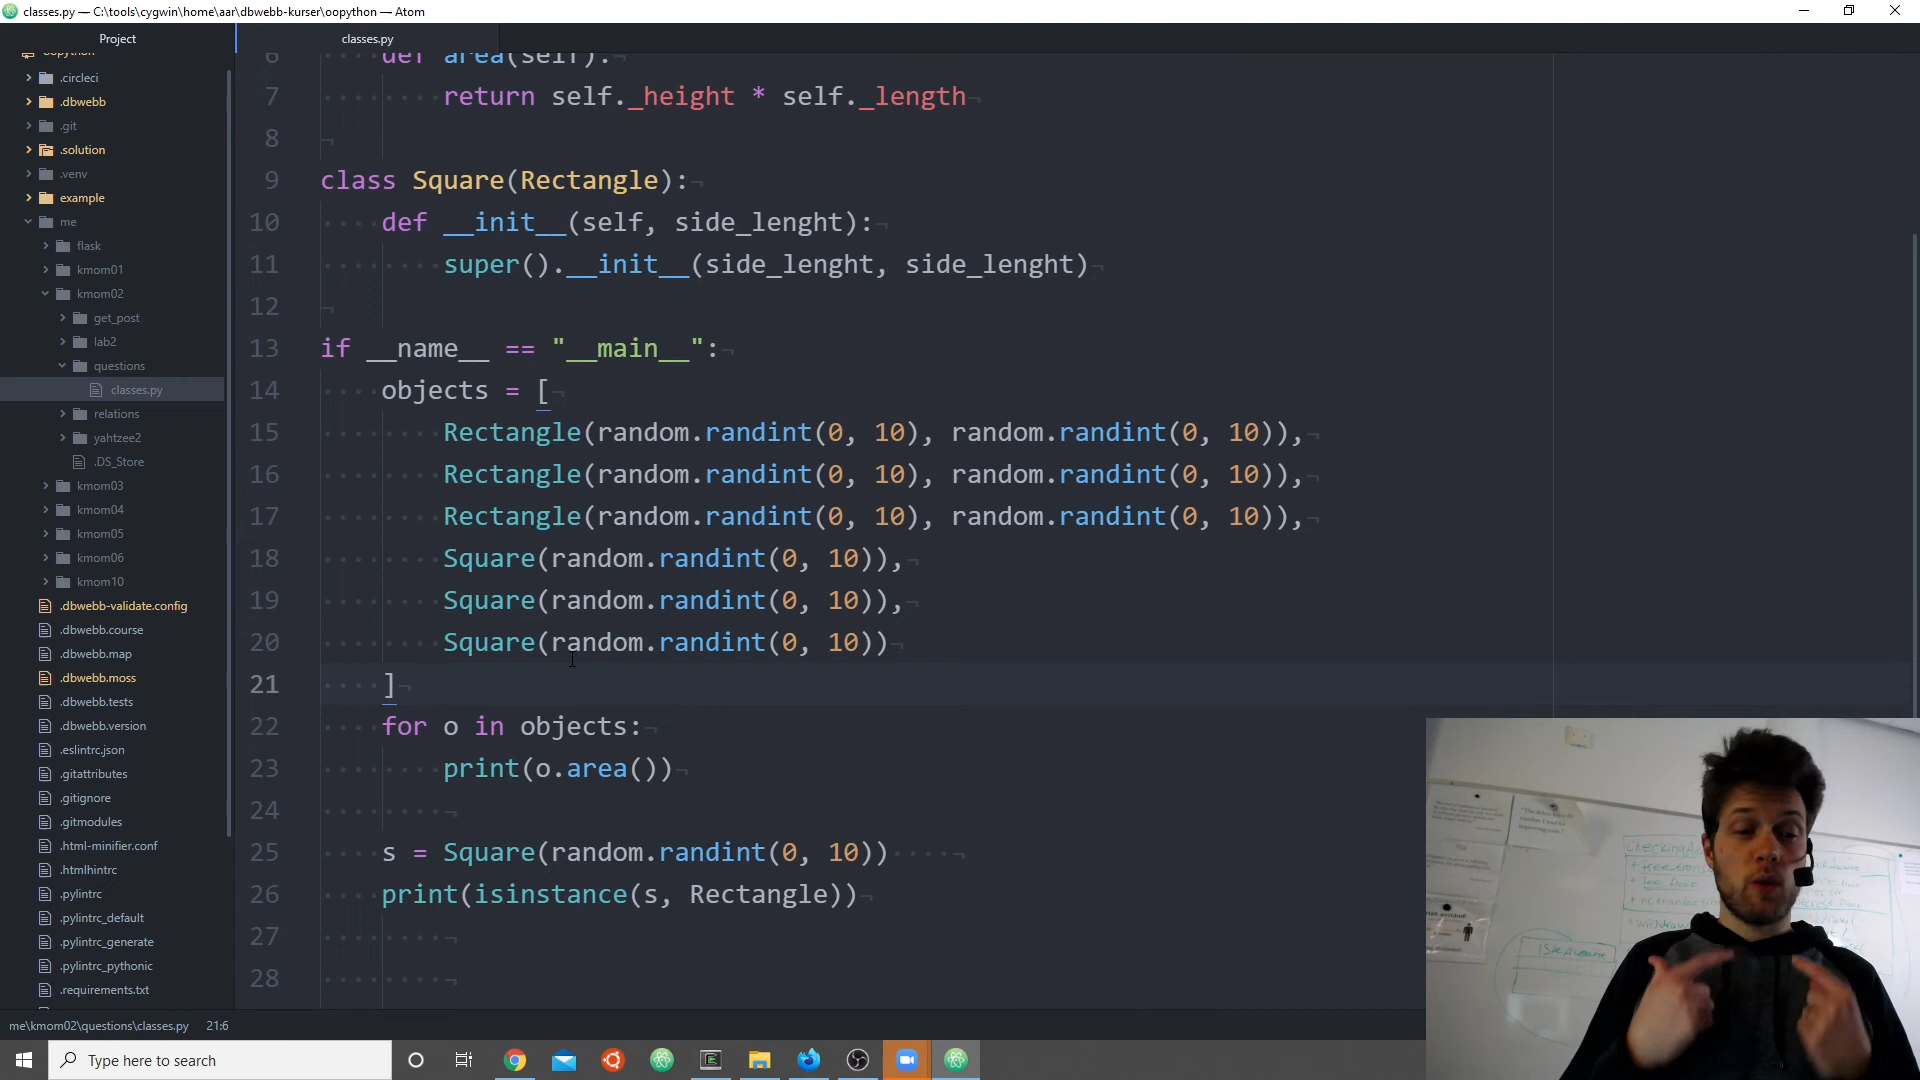 classes.py — C:\tools\cygwin\home\aar\dbwebb-kurser\oopython — Atom
Project
classes.py
.circleci
.dbwebb
.git
.solution
.venv
example
me
flask
kmom01
kmom02
get_post
lab2
questions
classes.py
relations
yahtzee2
.DS_Store
kmom03
kmom04
kmom05
kmom06
kmom10
.dbwebb-validate.config
.dbwebb.course
.dbwebb.map
.dbwebb.moss
.dbwebb.tests
.dbwebb.version
.eslintrc.json
.gitattributes
.gitignore
.gitmodules
.html-minifier.conf
.htmlhintrc
.pylintrc
.pylintrc_default
.pylintrc_generate
.pylintrc_pythonic
.requirements.txt
6 def area(self):
7 return self._height * self._length
8
9 class Square(Rectangle):
10 def __init__(self, side_lenght):
11 super().__init__(side_lenght, side_lenght)
12
13 if __name__ == "__main__":
14 objects = [
15 Rectangle(random.randint(0, 10), random.randint(0, 10)),
16 Rectangle(random.randint(0, 10), random.randint(0, 10)),
17 Rectangle(random.randint(0, 10), random.randint(0, 10)),
18 Square(random.randint(0, 10)),
19 Square(random.randint(0, 10)),
20 Square(random.randint(0, 10))
21 ]
22 for o in objects:
23 print(o.area())
24
25 s = Square(random.randint(0, 10))
26 print(isinstance(s, Rectangle))
27
28
me\kmom02\questions\classes.py 21:6
Type here to search